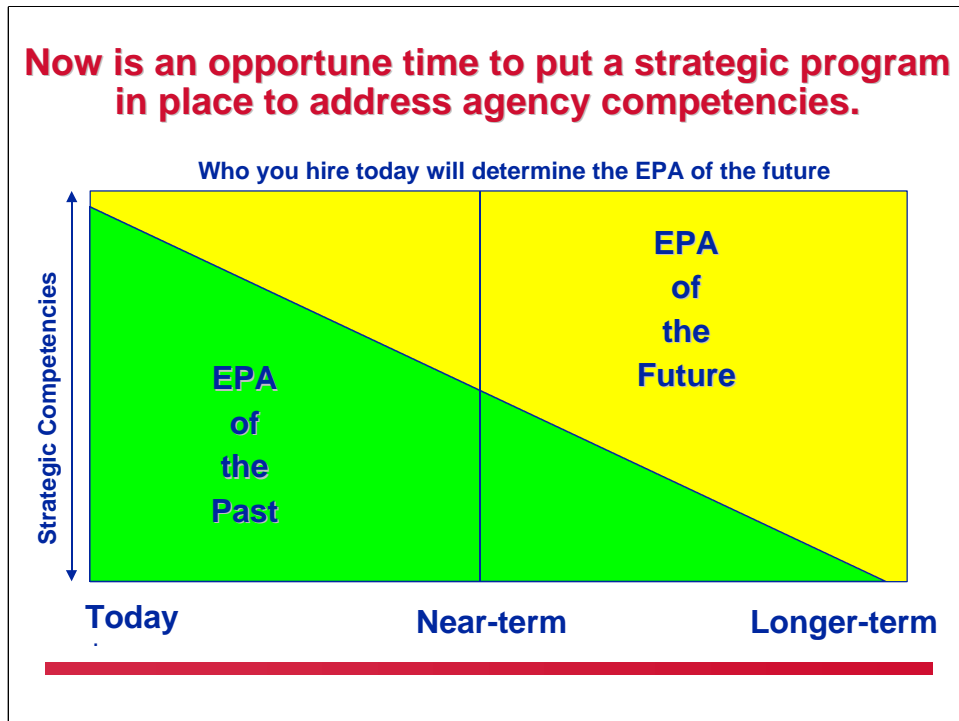 Now is an opportune time to put a strategic program
in place to address agency competencies.
Who you hire today will determine the EPA of the future
Strategic Competencies
EPA
of
the
Past
EPA
of
the
Future
Today
Near-term
Longer-term